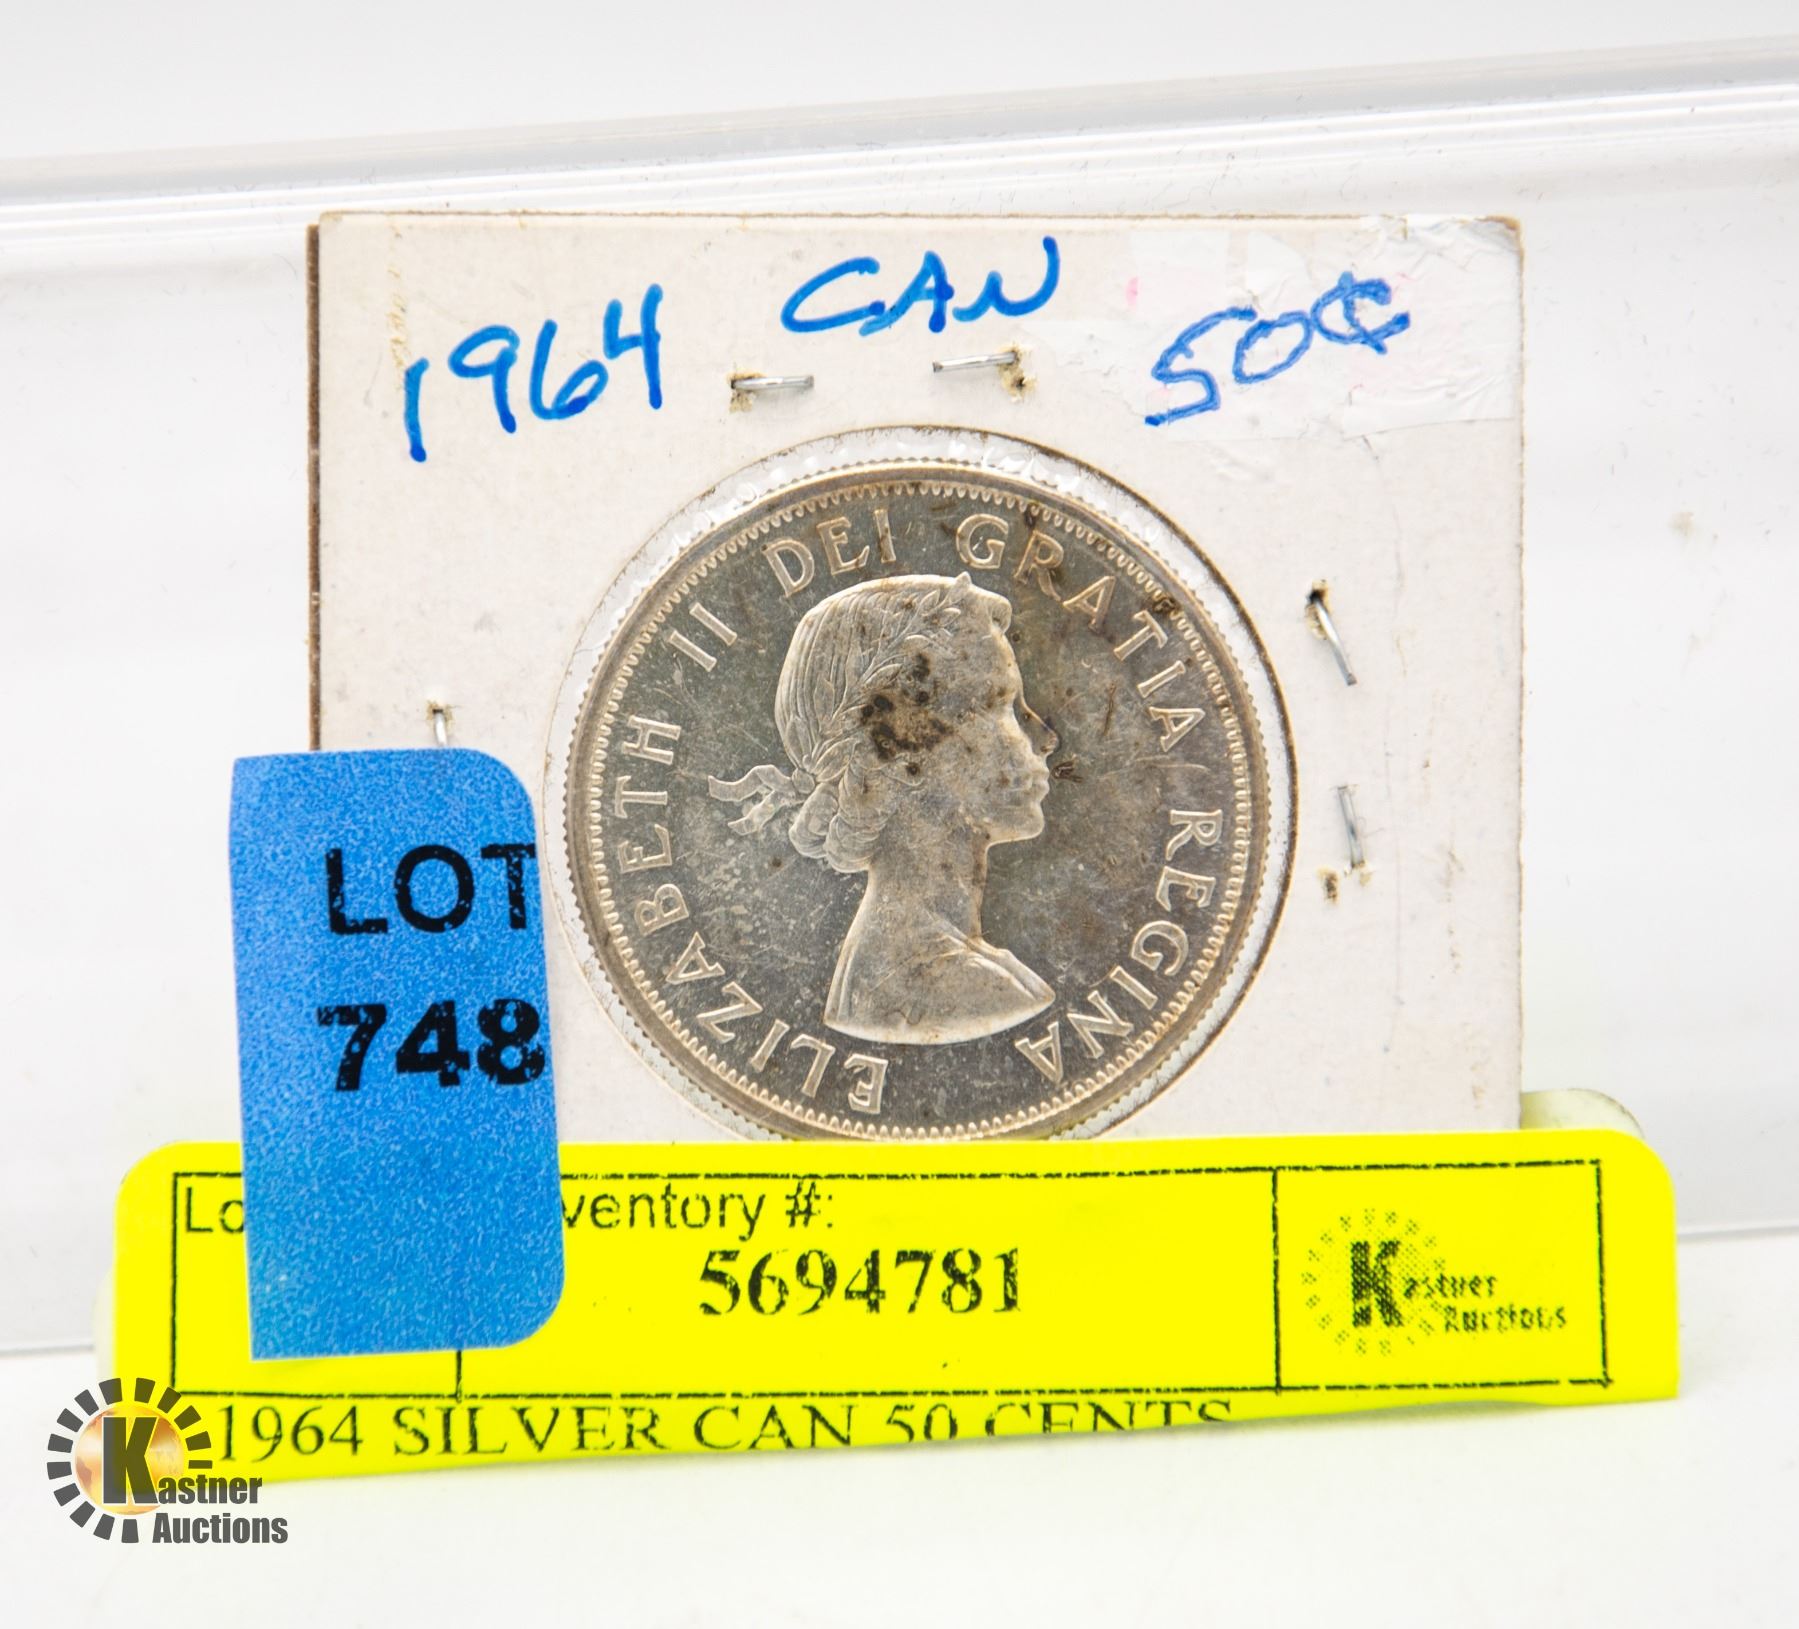 1964 CAN 50¢
ELIZABETH II DEI GRATIA REGINA
LOT
748
Lo ventory #:
5694781
Kastner
Auctions
1964 SILVER CAN 50 CENTS
Kastner
Auctions